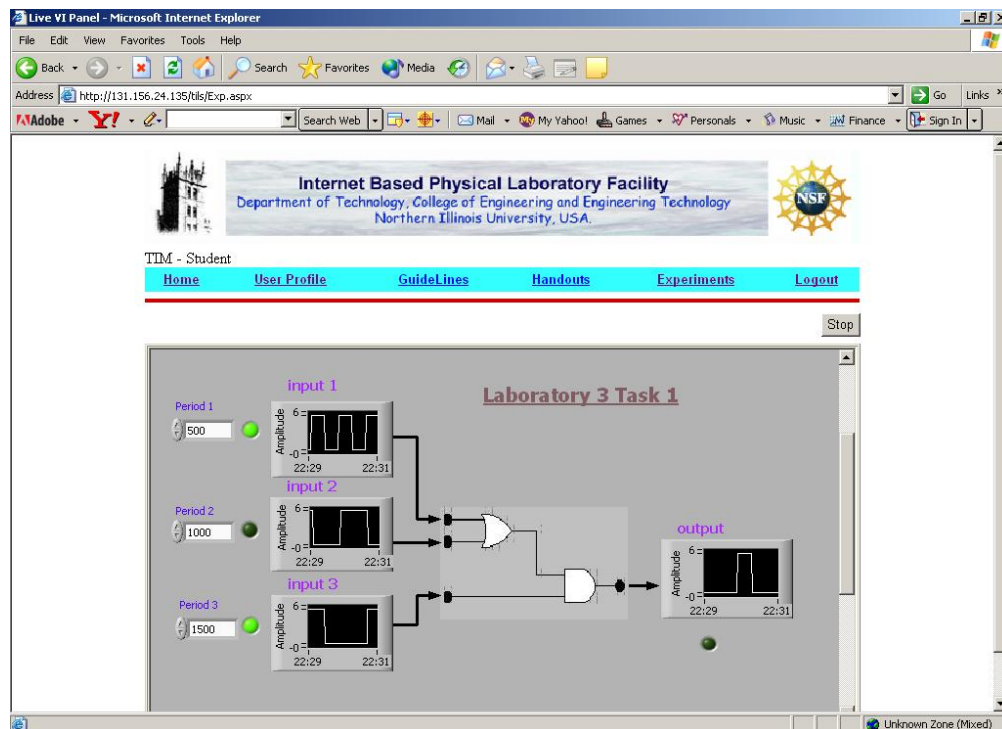 Live VI Panel - Microsoft Internet Explorer
File Edit View Favorites Tools Help
Back Search Favorites Media
Address http://131.156.24.135/tils/Exp.aspx Go Links »
Adobe Y! Search Web Mail My Yahoo! Games Personals Music Finance Sign In
Internet Based Physical Laboratory Facility
Department of Technology, College of Engineering and Engineering Technology
Northern Illinois University, USA.
NSF
TIM - Student
Home User Profile GuideLines Handouts Experiments Logout
Stop
Laboratory 3 Task 1
input 1
Period 1
500
Amplitude
6
-0
22:29 22:31
input 2
Period 2
1000
Amplitude
6
-0
22:29 22:31
input 3
Period 3
1500
Amplitude
6
-0
22:29 22:31
output
Amplitude
6
-0
22:29 22:31
Unknown Zone (Mixed)